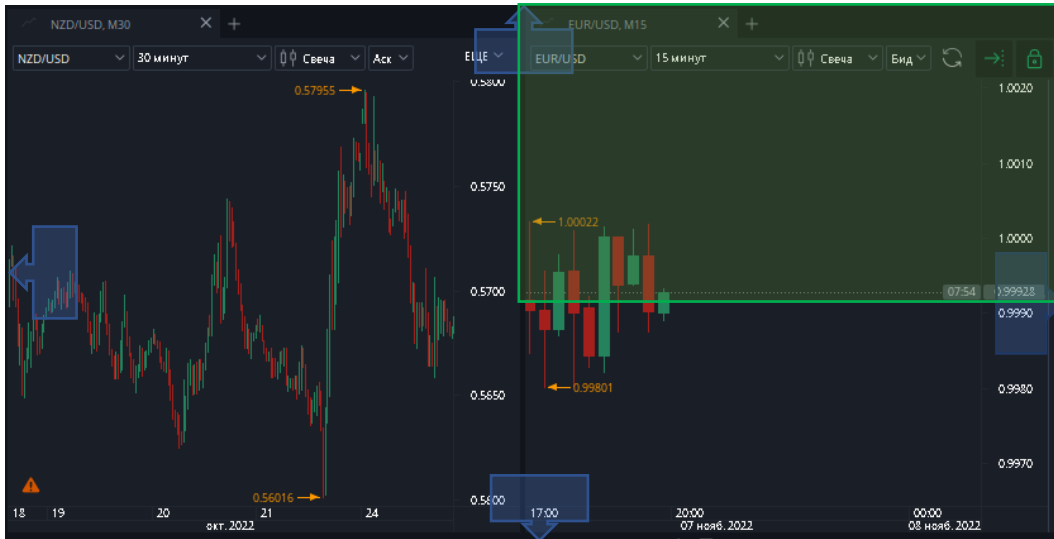 NZD/USD, M30
EUR/USD, M15
NZD/USD
30 минут
Свеча
Аск
ЕЩЕ
EUR/USD
15 минут
Свеча
Бид
0.57955
0.5800
0.5750
0.5700
0.5650
0.5600
0.56016
18 19 20 21 24
окт. 2022
1.0020
1.0010
1.00022
1.0000
07:54 0.99928
0.9990
0.99801
0.9980
0.9970
17:00 20:00 00:00
07 нояб. 2022 08 нояб. 2022